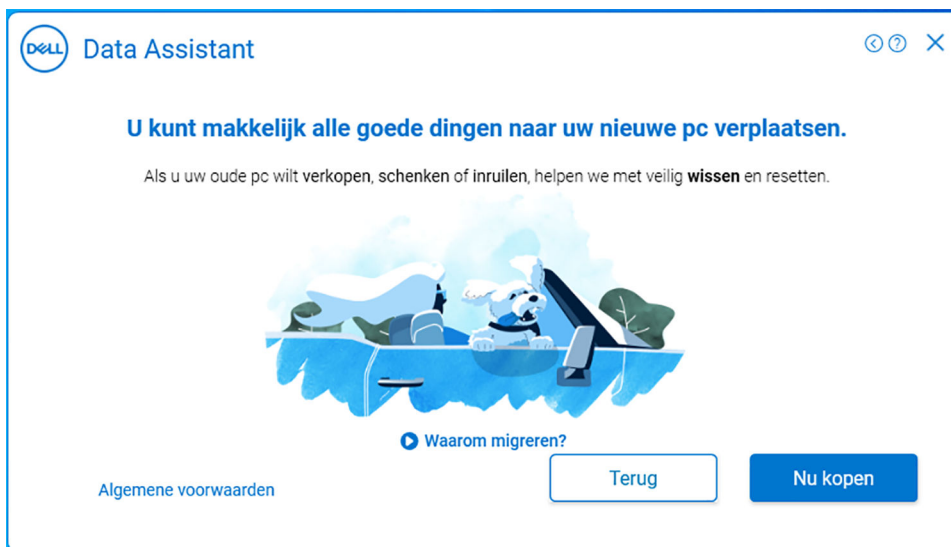 DELL Data Assistant
U kunt makkelijk alle goede dingen naar uw nieuwe pc verplaatsen.
Als u uw oude pc wilt verkopen, schenken of inruilen, helpen we met veilig wissen en resetten.
Waarom migreren?
Algemene voorwaarden
Terug
Nu kopen